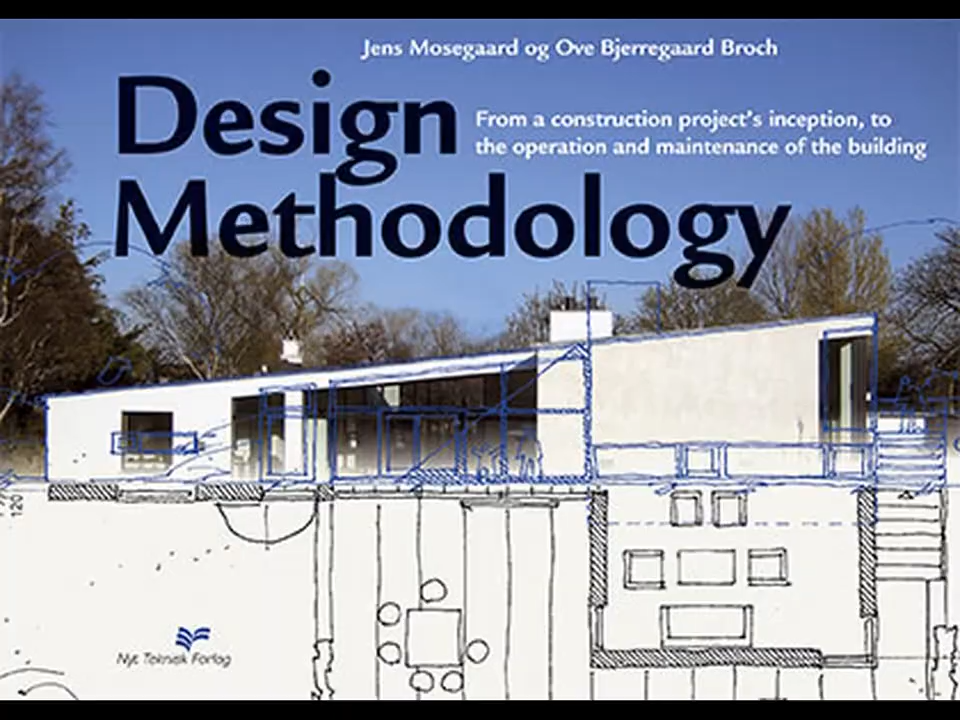 Jens Mosegaard og Ove Bjerregaard Broch
Design
Methodology
From a construction project's inception, to
the operation and maintenance of the building
120
Nyt Teknisk Forlag